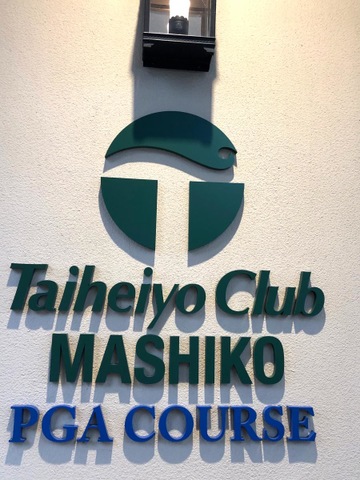 Taiheiyo Club
MASHIKO
PGA COURSE